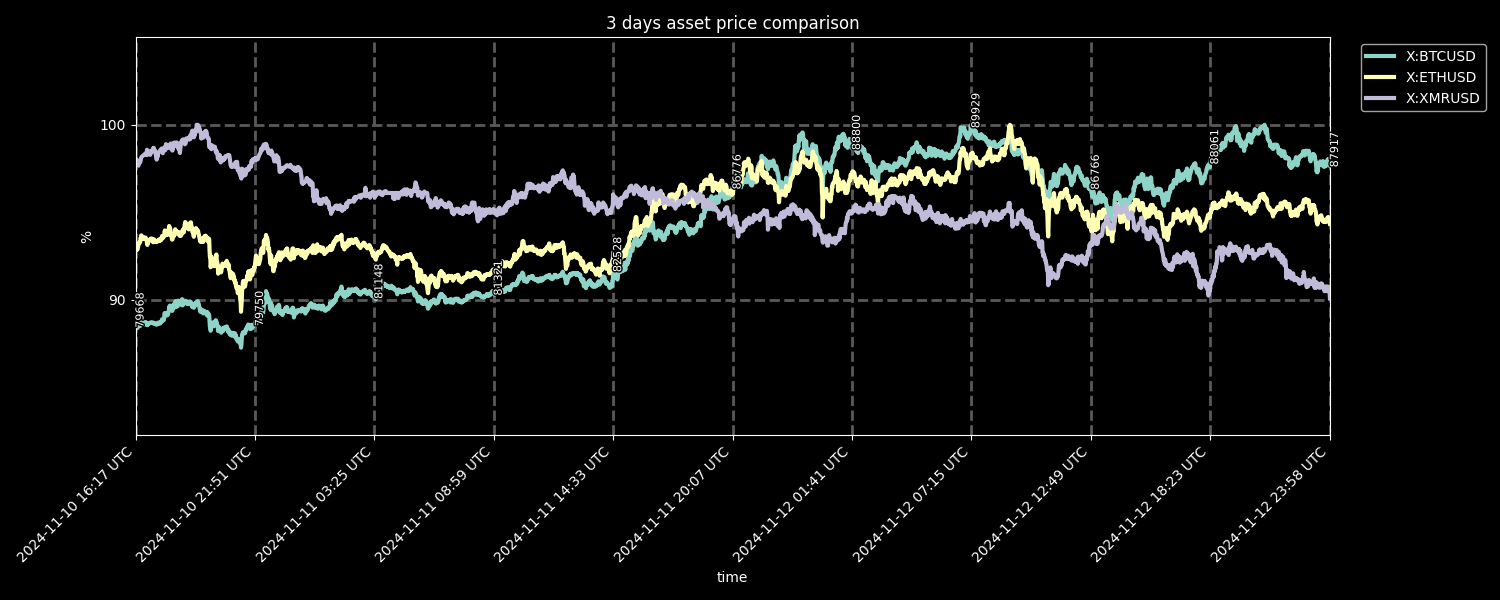 3 days asset price comparison
X:BTCUSD
X:ETHUSD
X:XMRUSD
100
90
%
79668
79750
81148
81321
82528
86776
88800
89929
86766
88061
87917
2024-11-10 16:17 UTC
2024-11-10 21:51 UTC
2024-11-11 03:25 UTC
2024-11-11 08:59 UTC
2024-11-11 14:33 UTC
2024-11-11 20:07 UTC
2024-11-12 01:41 UTC
2024-11-12 07:15 UTC
2024-11-12 12:49 UTC
2024-11-12 18:23 UTC
2024-11-12 23:58 UTC
time